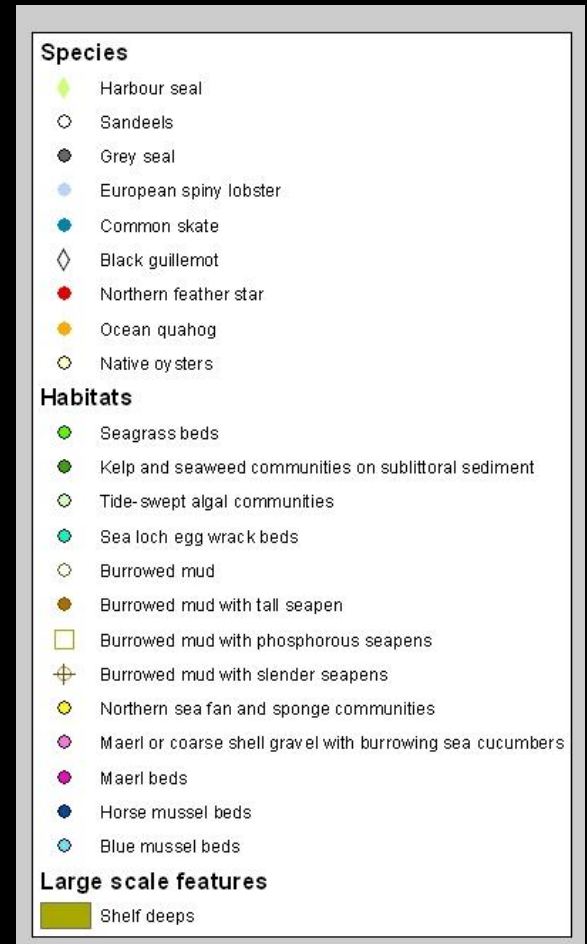 Species
Harbour seal
Sandeels
Grey seal
European spiny lobster
Common skate
Black guillemot
Northern feather star
Ocean quahog
Native oysters
Habitats
Seagrass beds
Kelp and seaweed communities on sublittoral sediment
Tide-swept algal communities
Sea loch egg wrack beds
Burrowed mud
Burrowed mud with tall seapen
Burrowed mud with phosphorous seapens
Burrowed mud with slender seapens
Northern sea fan and sponge communities
Maerl or coarse shell gravel with burrowing sea cucumbers
Maerl beds
Horse mussel beds
Blue mussel beds
Large scale features
Shelf deeps